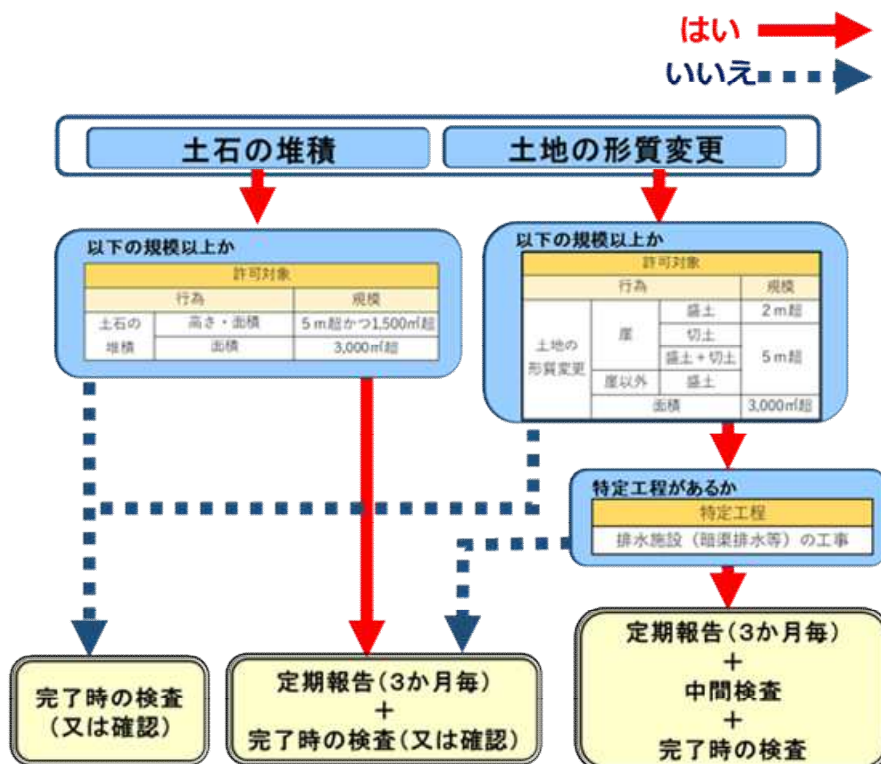 はい
いいえ
土石の堆積
土地の形質変更
以下の規模以上か
許可対象
行為 規模
土石の堆積 高さ・面積 5m超かつ1,500㎡超
面積 3,000㎡超
以下の規模以上か
許可対象
行為 規模
土地の形質変更 崖 盛土 2m超
切土 5m超
盛土+切土
崖以外 盛土
面積 3,000㎡超
特定工程があるか
特定工程
排水施設(暗渠排水等)の工事
完了時の検査
(又は確認)
定期報告(3か月毎)
+
完了時の検査(又は確認)
定期報告(3か月毎)
+
中間検査
+
完了時の検査